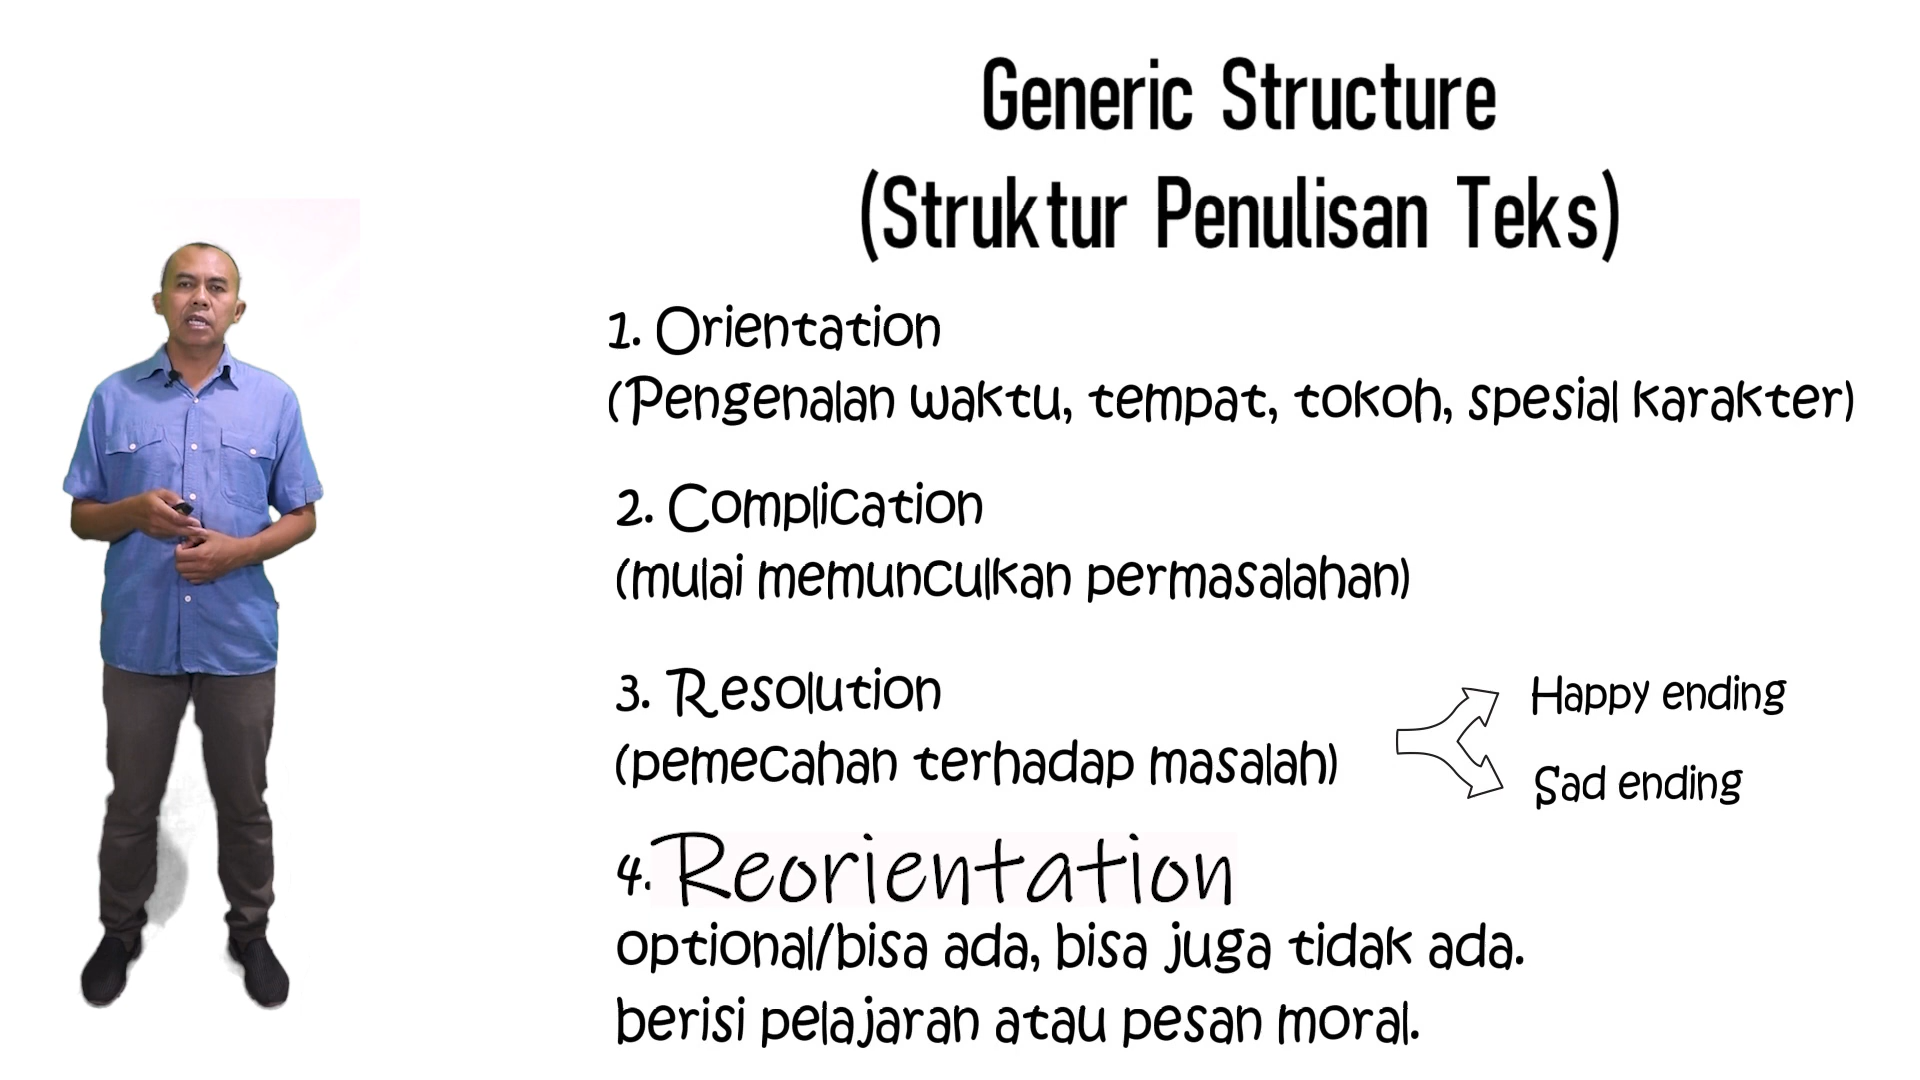 Generic Structure
(Struktur Penulisan Teks)
1. Orientation
(Pengenalan waktu, tempat, tokoh, spesial karakter)
2. Complication
(mulai memunculkan permasalahan)
3. Resolution
(pemecahan terhadap masalah)
Happy ending
Sad ending
4. Reorientation
optional/bisa ada, bisa juga tidak ada.
berisi pelajaran atau pesan moral.